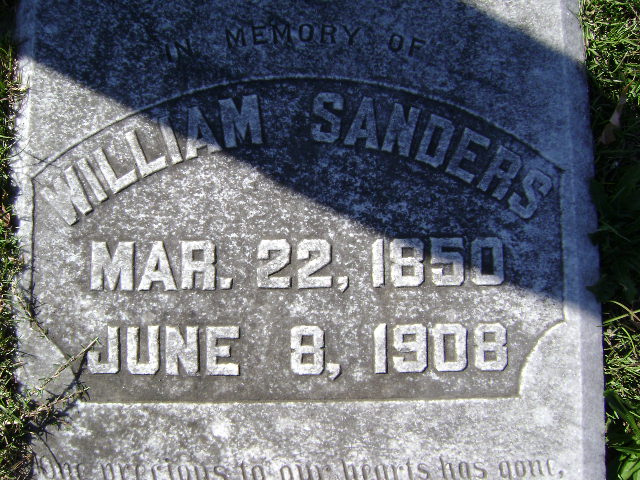 IN MEMORY OF
WILLIAM SANDERS
MAR. 22, 1850
JUNE 8, 1908
One precious to our hearts has gone,